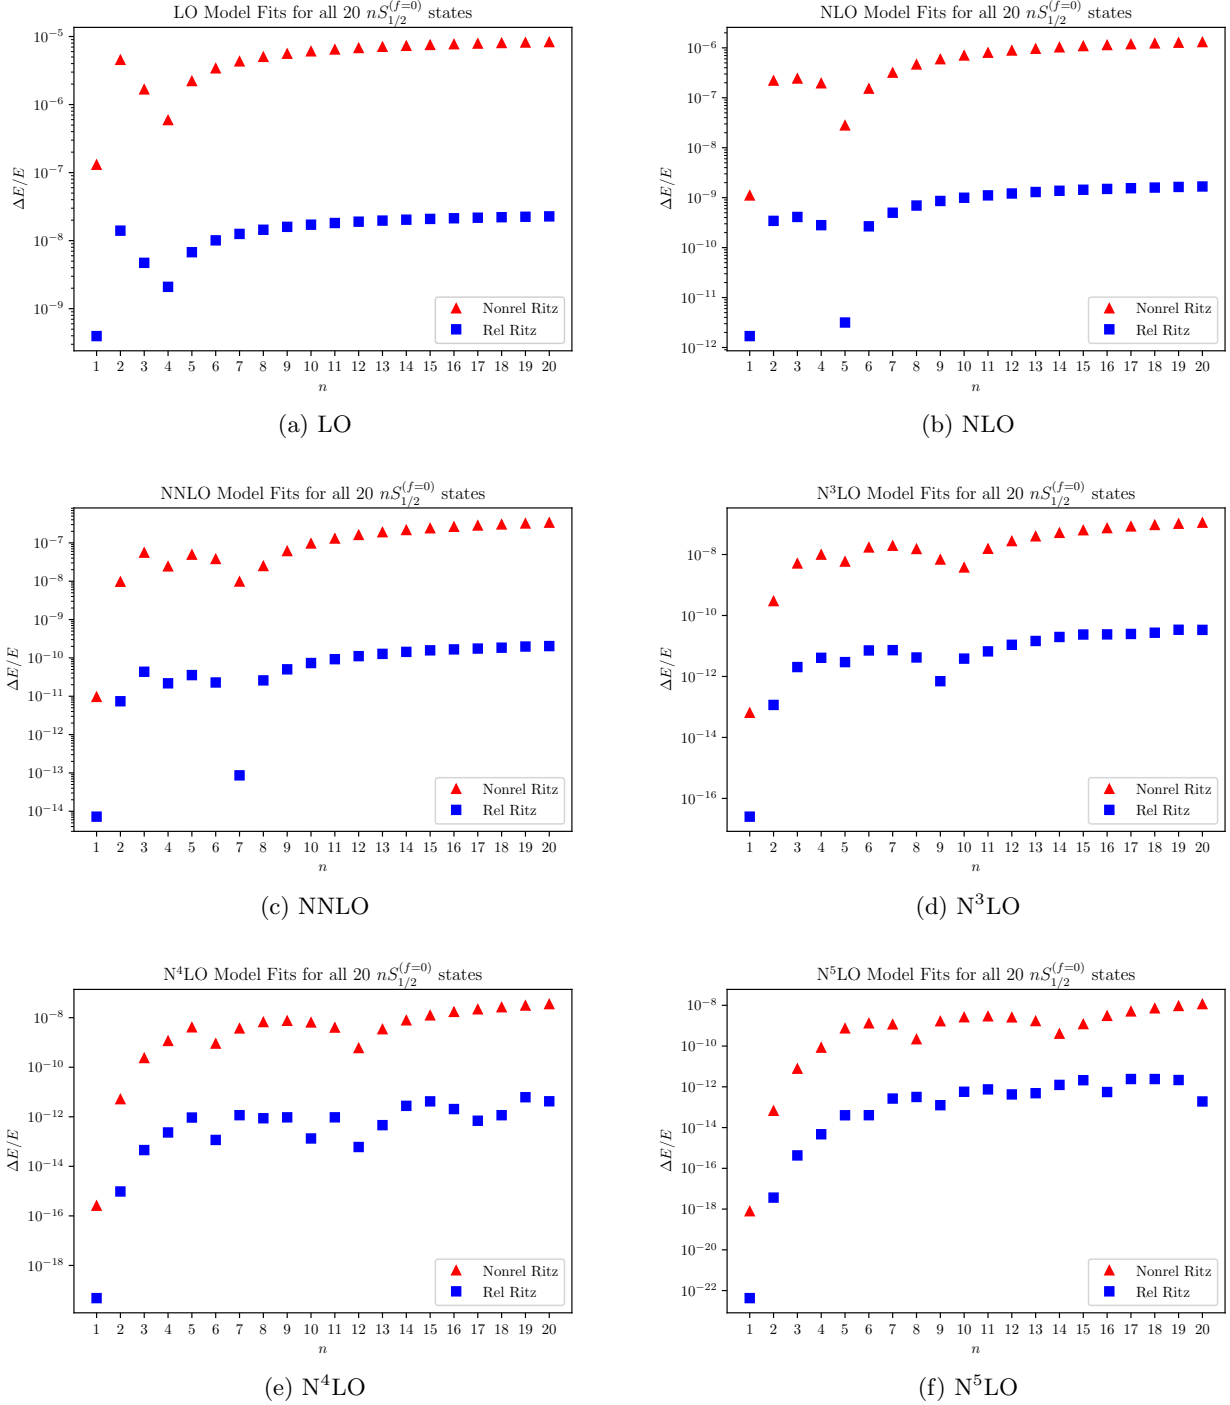 LO Model Fits for all 20 $nS_{1/2}^{(f=0)}$ states
10⁻⁵
10⁻⁶
10⁻⁷
10⁻⁸
10⁻⁹
ΔE/E
Nonrel Ritz
Rel Ritz
1 2 3 4 5 6 7 8 9 10 11 12 13 14 15 16 17 18 19 20
n
(a) LO
NLO Model Fits for all 20 $nS_{1/2}^{(f=0)}$ states
10⁻⁶
10⁻⁷
10⁻⁸
10⁻⁹
10⁻¹⁰
10⁻¹¹
10⁻¹²
ΔE/E
Nonrel Ritz
Rel Ritz
1 2 3 4 5 6 7 8 9 10 11 12 13 14 15 16 17 18 19 20
n
(b) NLO
NNLO Model Fits for all 20 $nS_{1/2}^{(f=0)}$ states
10⁻⁷
10⁻⁸
10⁻⁹
10⁻¹⁰
10⁻¹¹
10⁻¹²
10⁻¹³
10⁻¹⁴
ΔE/E
Nonrel Ritz
Rel Ritz
1 2 3 4 5 6 7 8 9 10 11 12 13 14 15 16 17 18 19 20
n
(c) NNLO
N³LO Model Fits for all 20 $nS_{1/2}^{(f=0)}$ states
10⁻⁸
10⁻¹⁰
10⁻¹²
10⁻¹⁴
10⁻¹⁶
ΔE/E
Nonrel Ritz
Rel Ritz
1 2 3 4 5 6 7 8 9 10 11 12 13 14 15 16 17 18 19 20
n
(d) N³LO
N⁴LO Model Fits for all 20 $nS_{1/2}^{(f=0)}$ states
10⁻⁸
10⁻¹⁰
10⁻¹²
10⁻¹⁴
10⁻¹⁶
10⁻¹⁸
ΔE/E
Nonrel Ritz
Rel Ritz
1 2 3 4 5 6 7 8 9 10 11 12 13 14 15 16 17 18 19 20
n
(e) N⁴LO
N⁵LO Model Fits for all 20 $nS_{1/2}^{(f=0)}$ states
10⁻⁸
10⁻¹⁰
10⁻¹²
10⁻¹⁴
10⁻¹⁶
10⁻¹⁸
10⁻²⁰
10⁻²²
ΔE/E
Nonrel Ritz
Rel Ritz
1 2 3 4 5 6 7 8 9 10 11 12 13 14 15 16 17 18 19 20
n
(f) N⁵LO